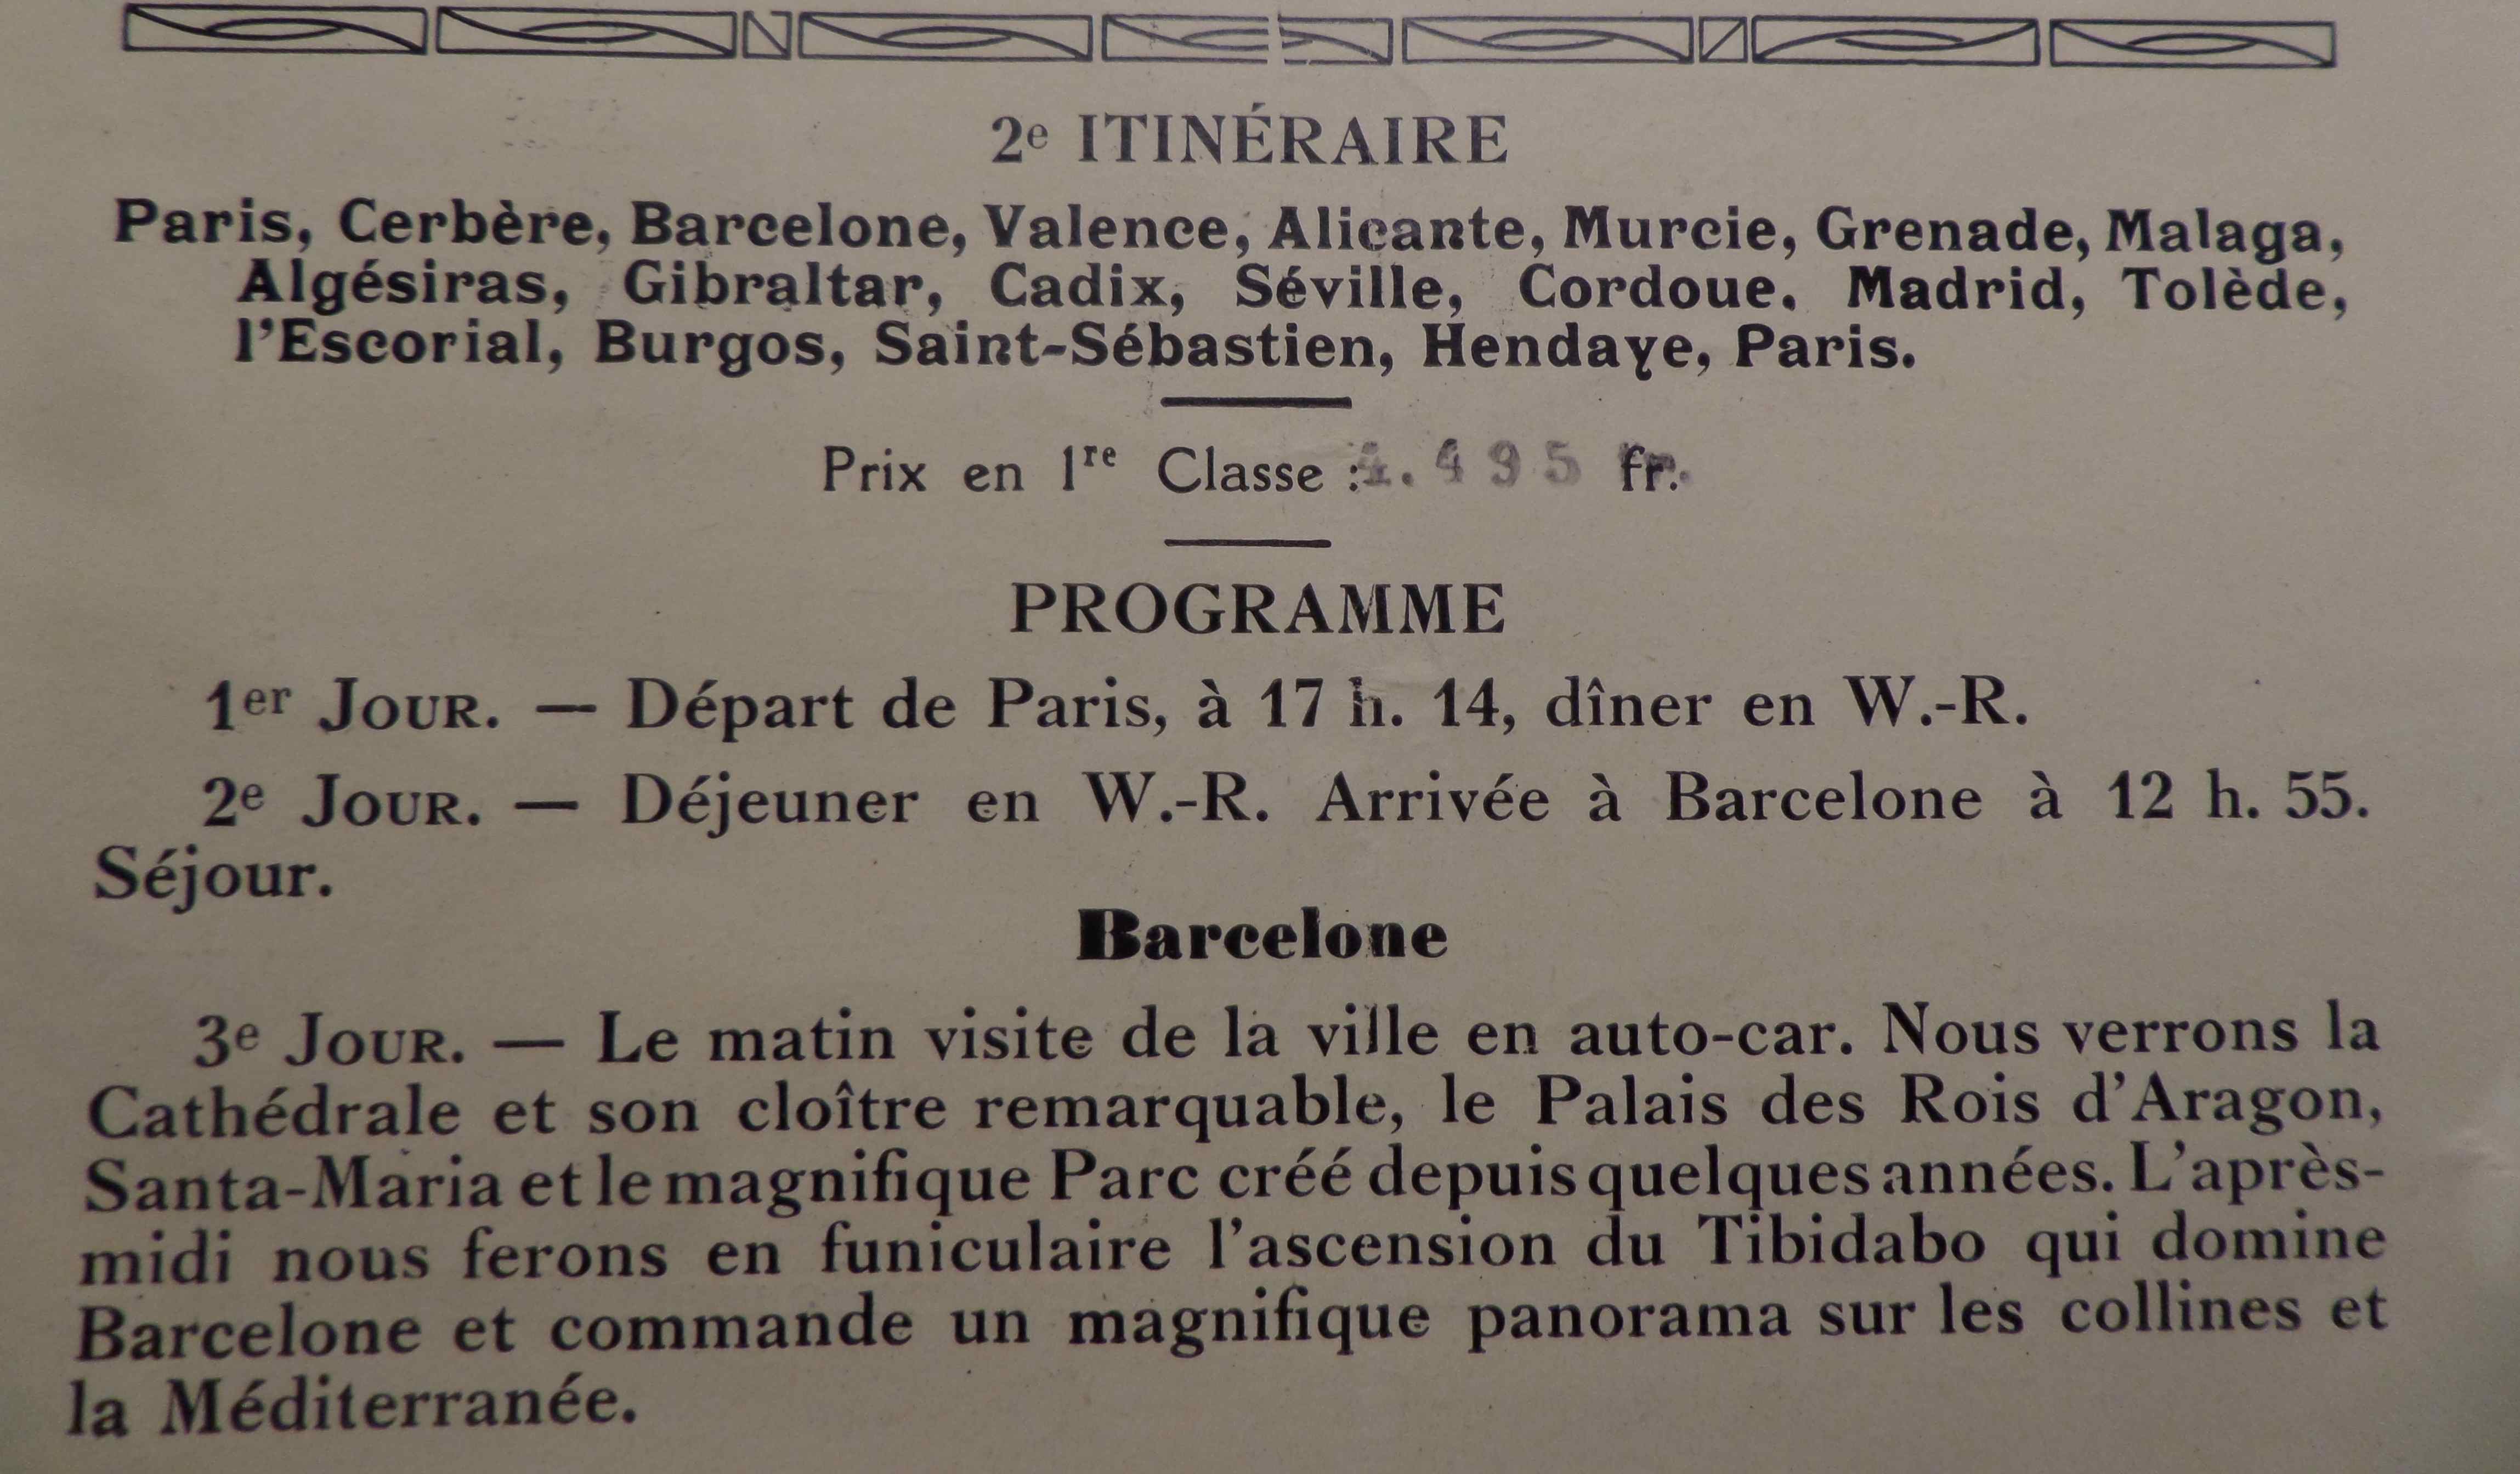 2e ITINÉRAIRE
Paris, Cerbère, Barcelone, Valence, Alicante, Murcie, Grenade, Malaga,
Algésiras, Gibraltar, Cadix, Séville, Cordoue. Madrid, Tolède,
l'Escorial, Burgos, Saint-Sébastien, Hendaye, Paris.
Prix en 1re Classe : 4.495 fr.
PROGRAMME
1er JOUR. — Départ de Paris, à 17 h. 14, dîner en W.-R.
2e JOUR. — Déjeuner en W.-R. Arrivée à Barcelone à 12 h. 55.
Séjour.
Barcelone
3e JOUR. — Le matin visite de la ville en auto-car. Nous verrons la
Cathédrale et son cloître remarquable, le Palais des Rois d'Aragon,
Santa-Maria et le magnifique Parc créé depuis quelques années. L'après-
midi nous ferons en funiculaire l'ascension du Tibidabo qui domine
Barcelone et commande un magnifique panorama sur les collines et
la Méditerranée.